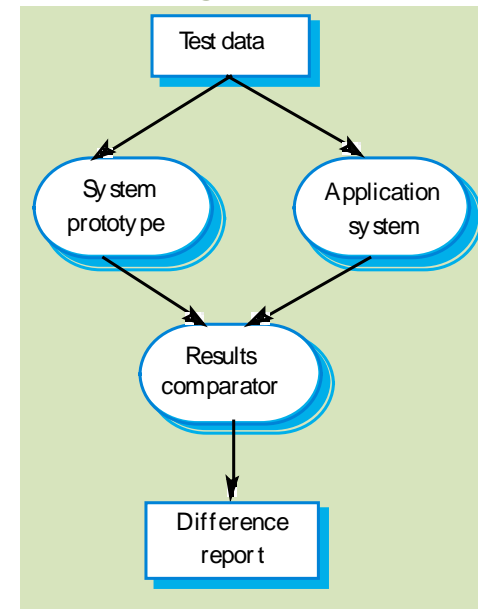 Test data
System
prototype
Application
system
Results
comparator
Difference
report